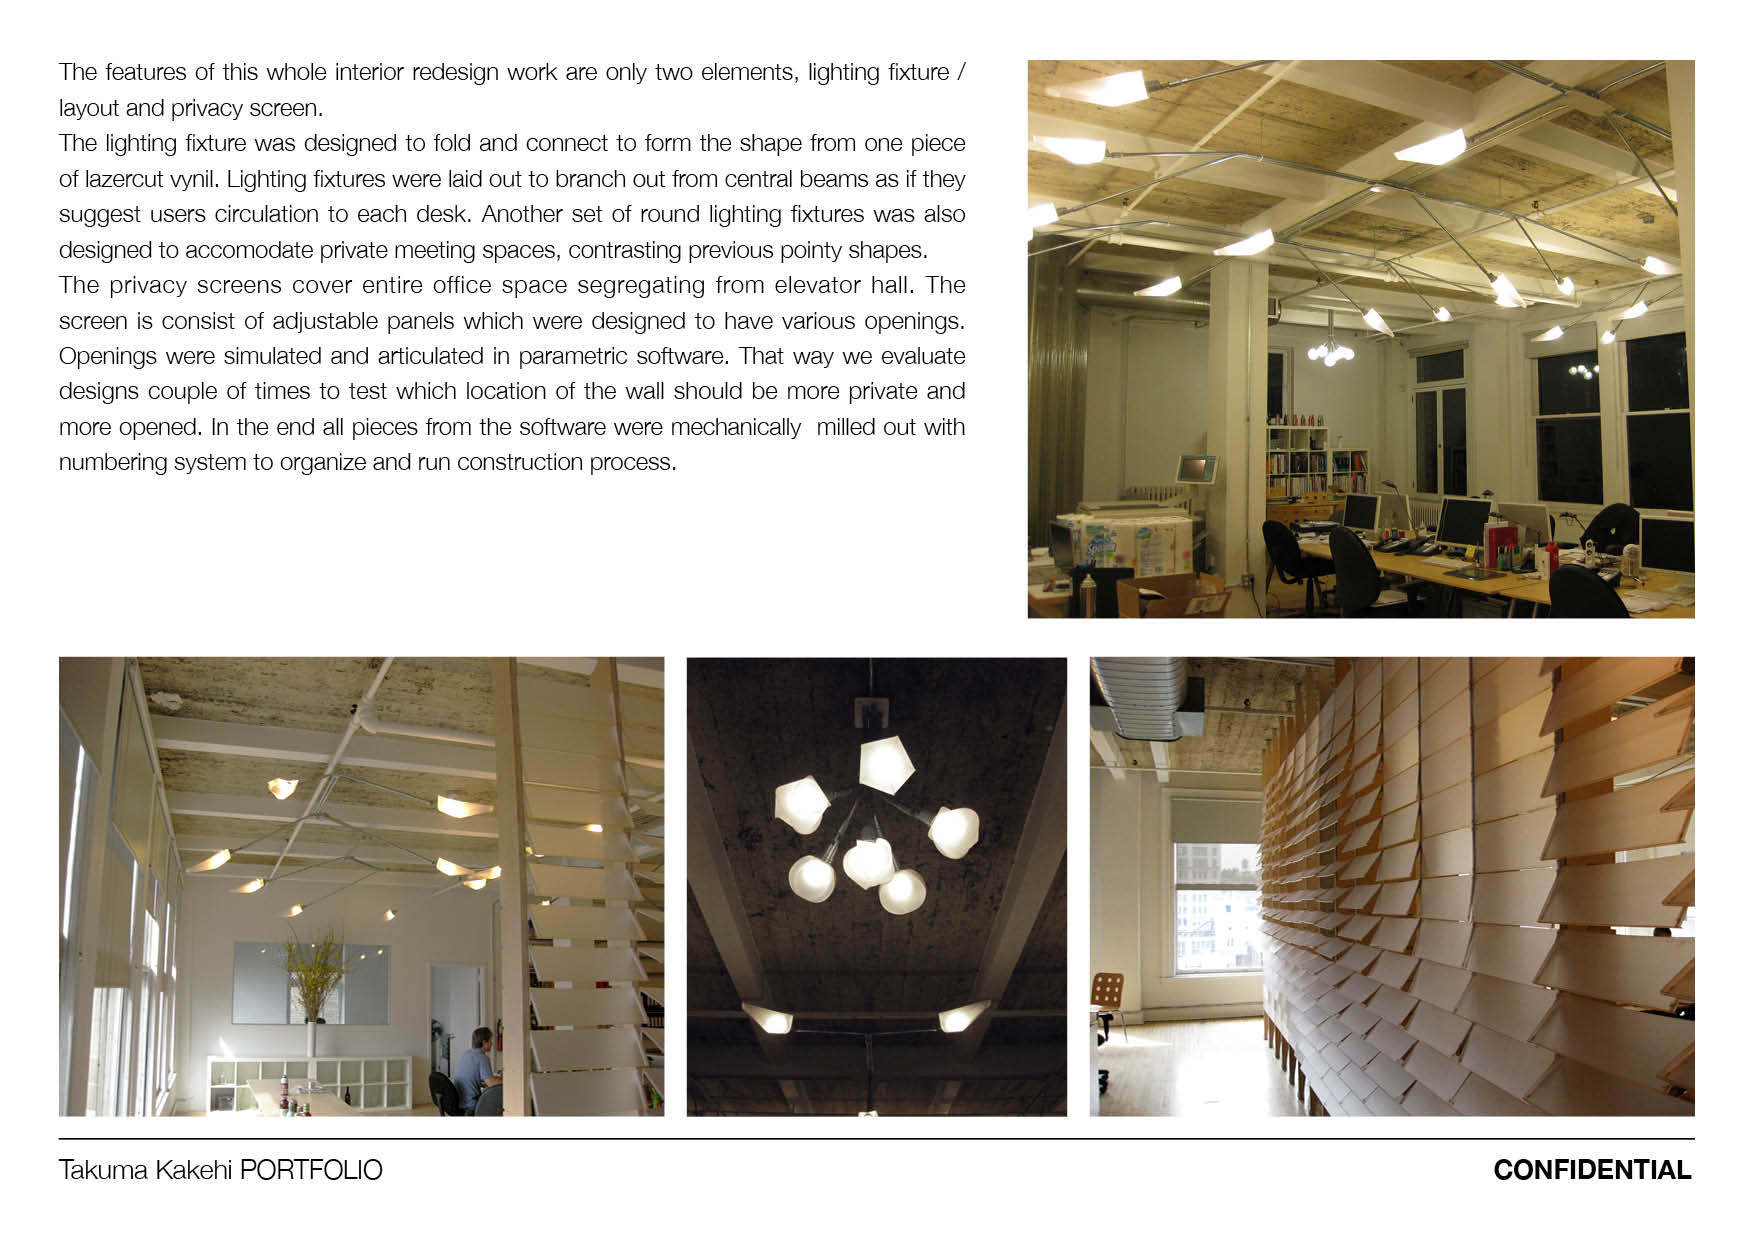 The features of this whole interior redesign work are only two elements, lighting fixture /
layout and privacy screen.
The lighting fixture was designed to fold and connect to form the shape from one piece
of lazercut vynil. Lighting fixtures were laid out to branch out from central beams as if they
suggest users circulation to each desk. Another set of round lighting fixtures was also
designed to accomodate private meeting spaces, contrasting previous pointy shapes.
The privacy screens cover entire office space segregating from elevator hall. The
screen is consist of adjustable panels which were designed to have various openings.
Openings were simulated and articulated in parametric software. That way we evaluate
designs couple of times to test which location of the wall should be more private and
more opened. In the end all pieces from the software were mechanically  milled out with
numbering system to organize and run construction process.
Takuma Kakehi PORTFOLIO
CONFIDENTIAL